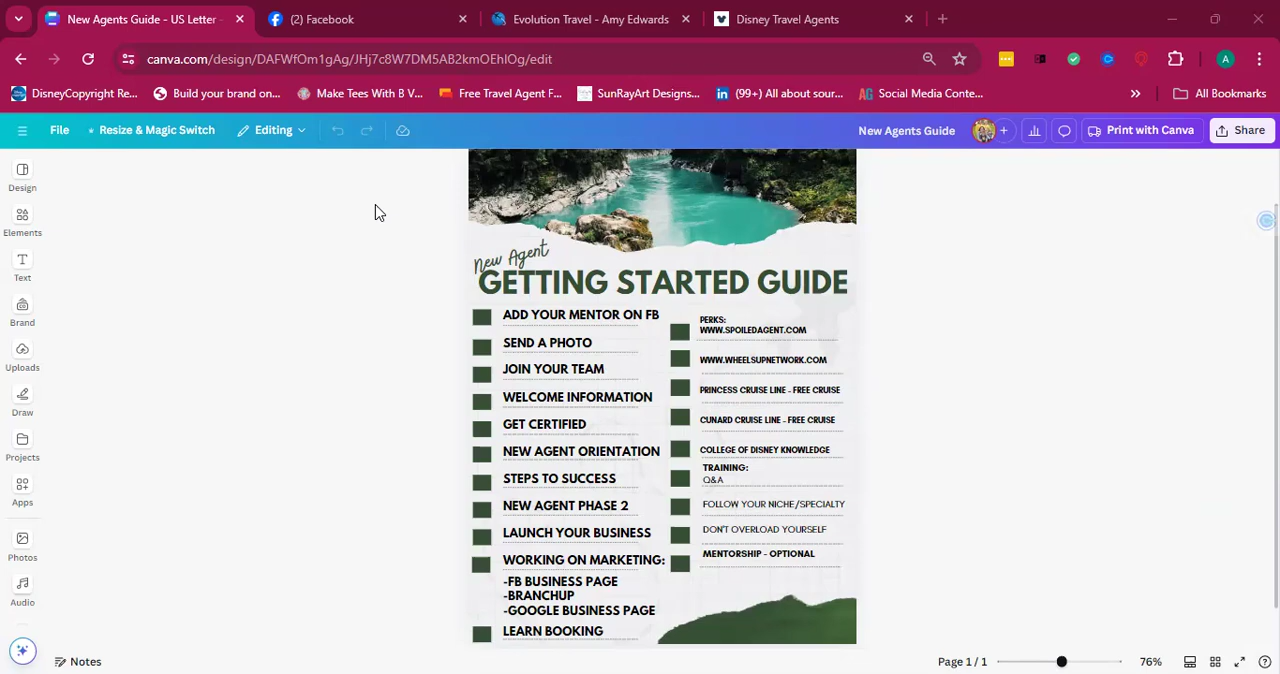 New Agents Guide - US Letter -
(2) Facebook
Evolution Travel - Amy Edwards
Disney Travel Agents
canva.com/design/DAFWfOm1gAg/JHj7c8W7DM5AB2kmOEhIOg/edit
A
DisneyCopyright Re...
Build your brand on...
Make Tees With B V...
Free Travel Agent F...
SunRayArt Designs...
(99+) All about sour...
AG Social Media Conte...
All Bookmarks
File
Resize & Magic Switch
Editing
New Agents Guide
Print with Canva
Share
Design
Elements
Text
Brand
Uploads
Draw
Projects
Apps
Photos
Audio
New Agent
GETTING STARTED GUIDE
ADD YOUR MENTOR ON FB
SEND A PHOTO
JOIN YOUR TEAM
WELCOME INFORMATION
GET CERTIFIED
NEW AGENT ORIENTATION
STEPS TO SUCCESS
NEW AGENT PHASE 2
LAUNCH YOUR BUSINESS
WORKING ON MARKETING:
-FB BUSINESS PAGE
-BRANCHUP
-GOOGLE BUSINESS PAGE
LEARN BOOKING
PERKS:
WWW.SPOILEDAGENT.COM
WWW.WHEELSUPNETWORK.COM
PRINCESS CRUISE LINE - FREE CRUISE
CUNARD CRUISE LINE - FREE CRUISE
COLLEGE OF DISNEY KNOWLEDGE
TRAINING:
Q&A
FOLLOW YOUR NICHE/SPECIALTY
DON'T OVERLOAD YOURSELF
MENTORSHIP - OPTIONAL
Notes
Page 1 / 1
76%